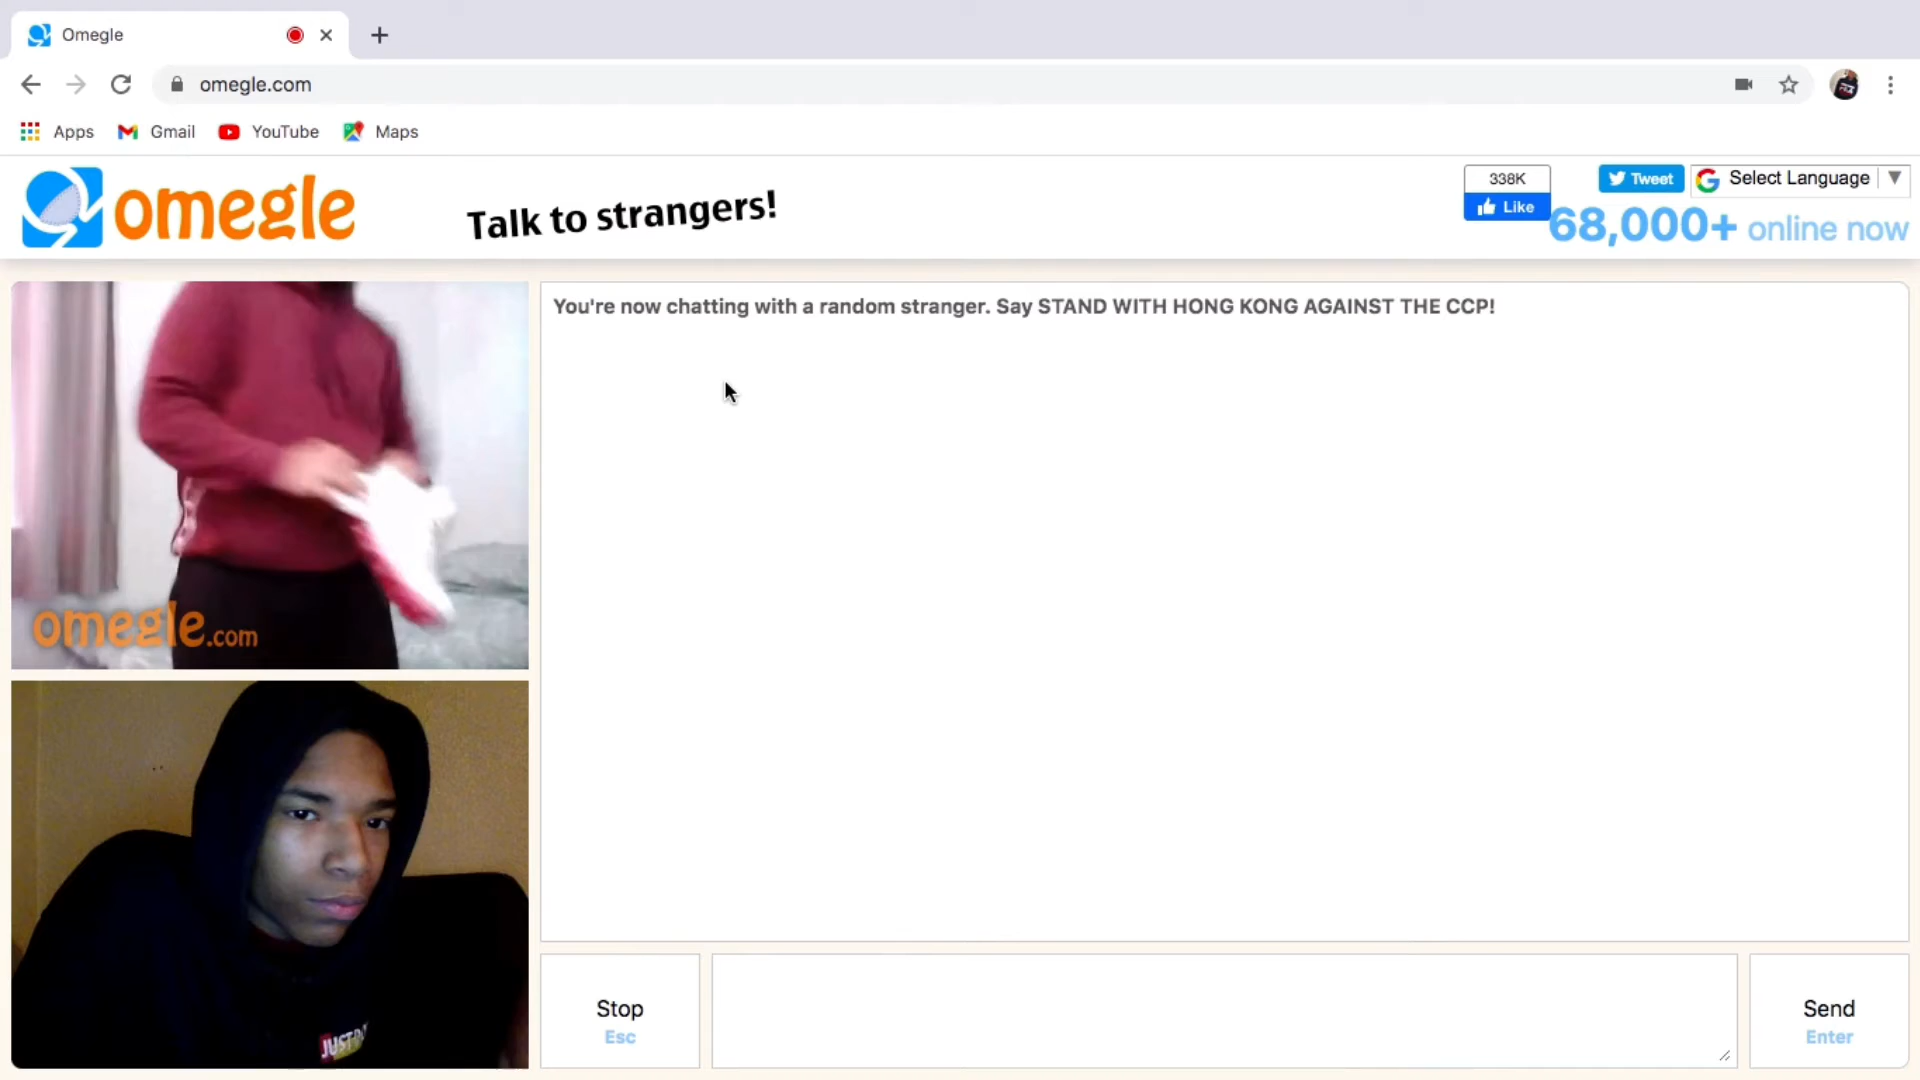 Omegle
omegle.com
Apps
Gmail
YouTube
Maps
omegle
Talk to strangers!
338K
Like
Tweet
Select Language
68,000+ online now
You're now chatting with a random stranger. Say STAND WITH HONG KONG AGAINST THE CCP!
omegle.com
Stop
Esc
Send
Enter